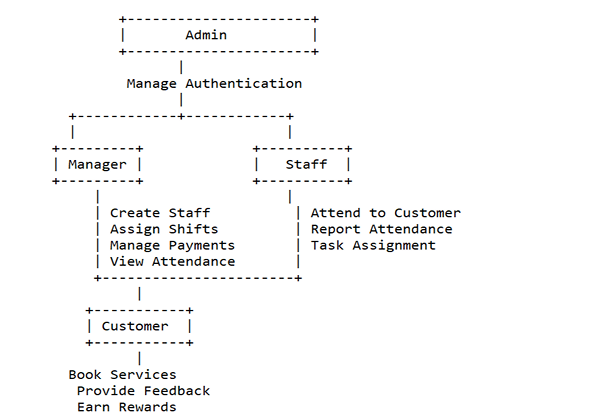 Admin
Manage Authentication
Manager Staff
Create Staff Attend to Customer
Assign Shifts Report Attendance
Manage Payments Task Assignment
View Attendance
Customer
Book Services
Provide Feedback
Earn Rewards